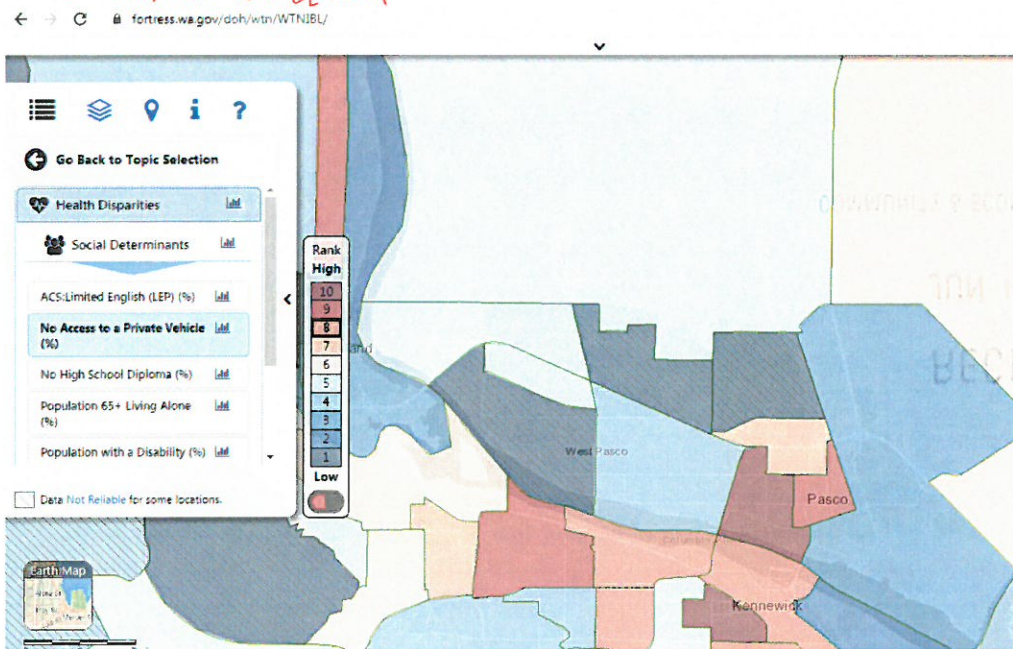 fortress.wa.gov/doh/wtn/WTNIBL/
i ?
Go Back to Topic Selection
Health Disparities
Social Determinants
ACS:Limited English (LEP) (%)
No Access to a Private Vehicle
(%)
No High School Diploma (%)
Population 65+ Living Alone
(%)
Population with a Disability (%)
Data Not Reliable for some locations.
Rank
High
10
9
8
7
6
5
4
3
2
1
Low
Earth Map
West Pasco
Pasco
Kennewick